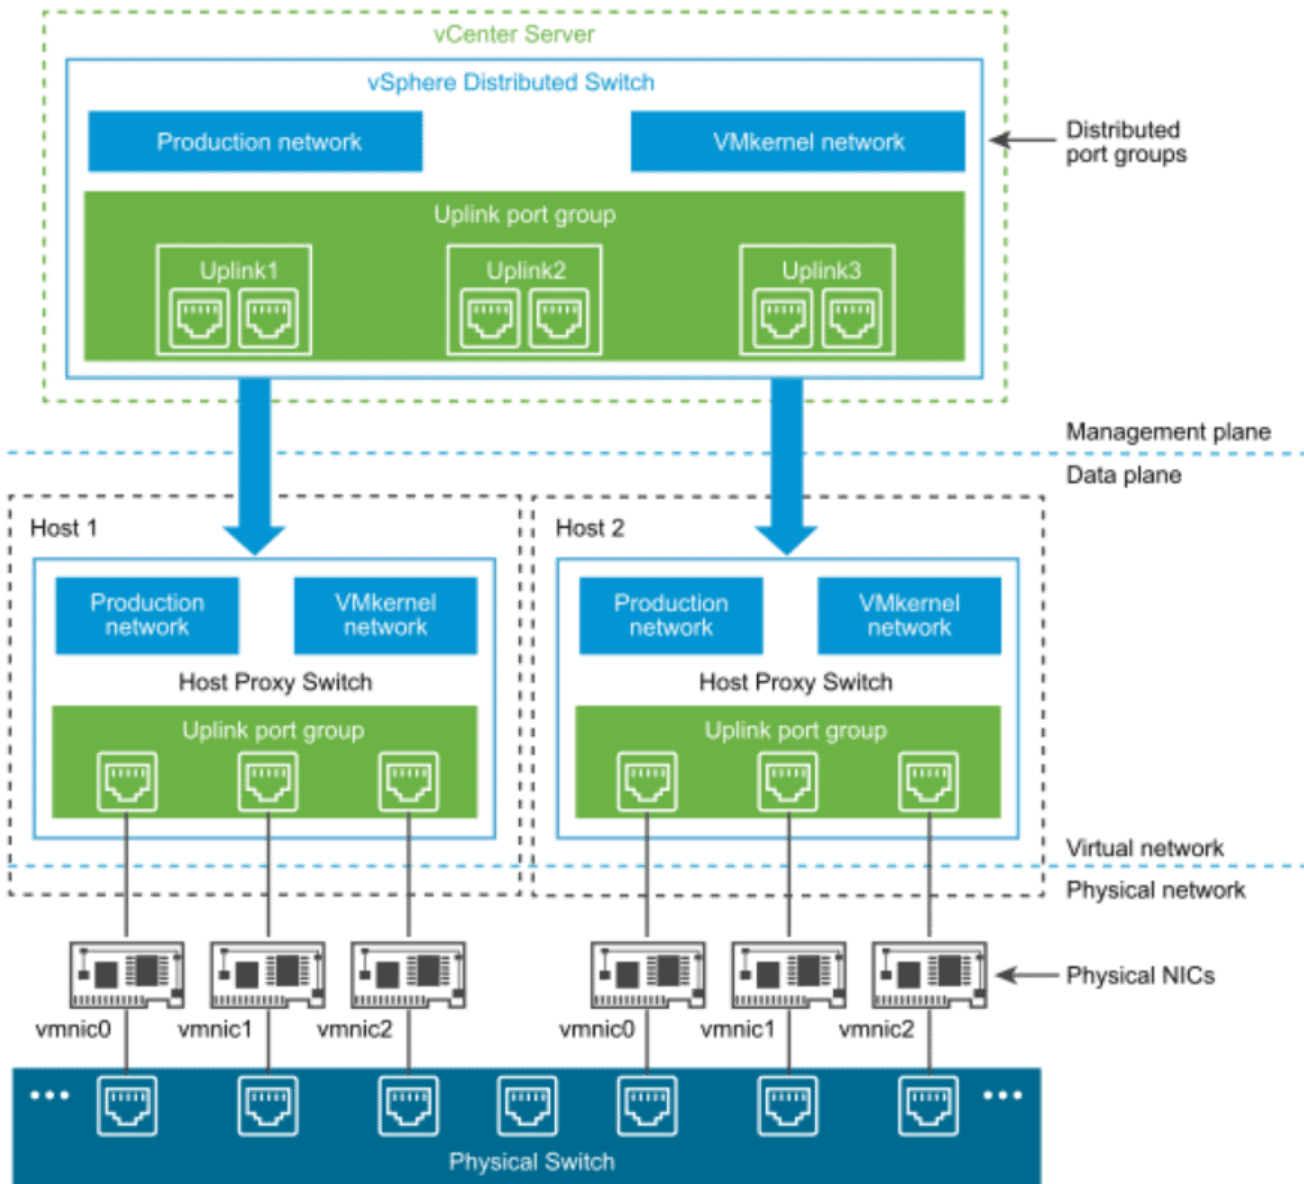 vCenter Server
vSphere Distributed Switch
Production network
VMkernel network
Distributed
port groups
Uplink port group
Uplink1
Uplink2
Uplink3
Management plane
Data plane
Host 1
Host 2
Production
network
VMkernel
network
Production
network
VMkernel
network
Host Proxy Switch
Host Proxy Switch
Uplink port group
Uplink port group
Virtual network
Physical network
Physical NICs
vmnic0
vmnic1
vmnic2
vmnic0
vmnic1
vmnic2
•••
•••
Physical Switch